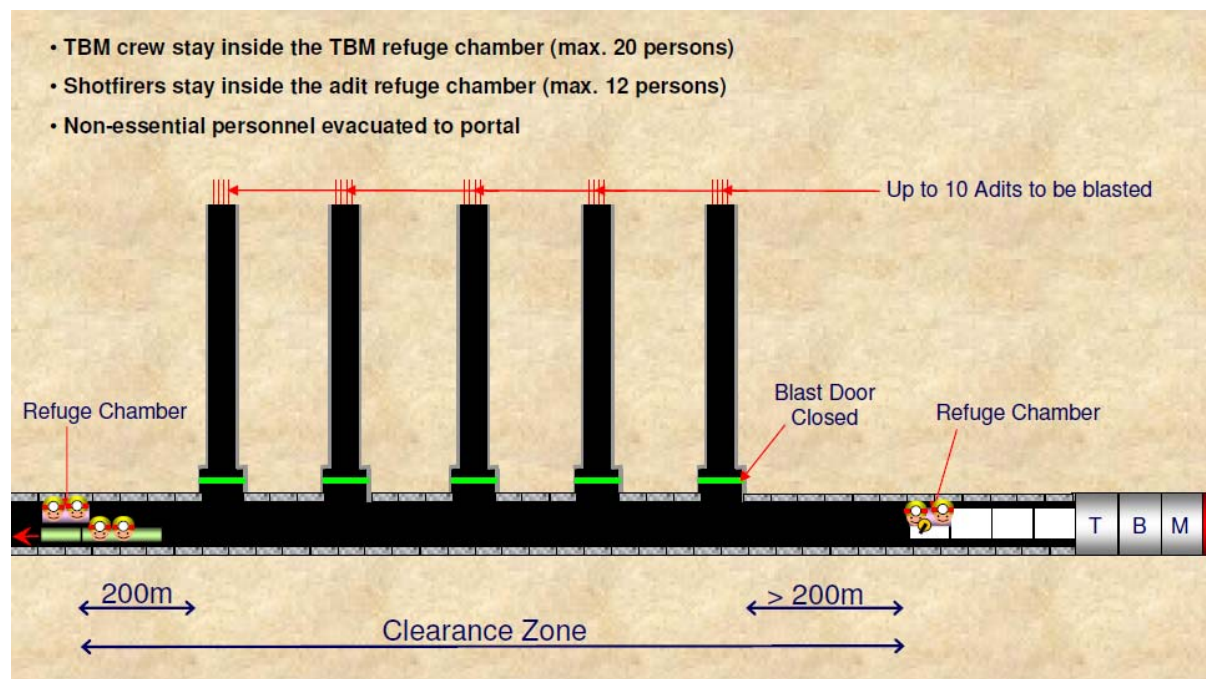 • TBM crew stay inside the TBM refuge chamber (max. 20 persons)
• Shotfirers stay inside the adit refuge chamber (max. 12 persons)
• Non-essential personnel evacuated to portal
Up to 10 Adits to be blasted
Blast Door
Closed
Refuge Chamber
Refuge Chamber
T B M
200m
> 200m
Clearance Zone